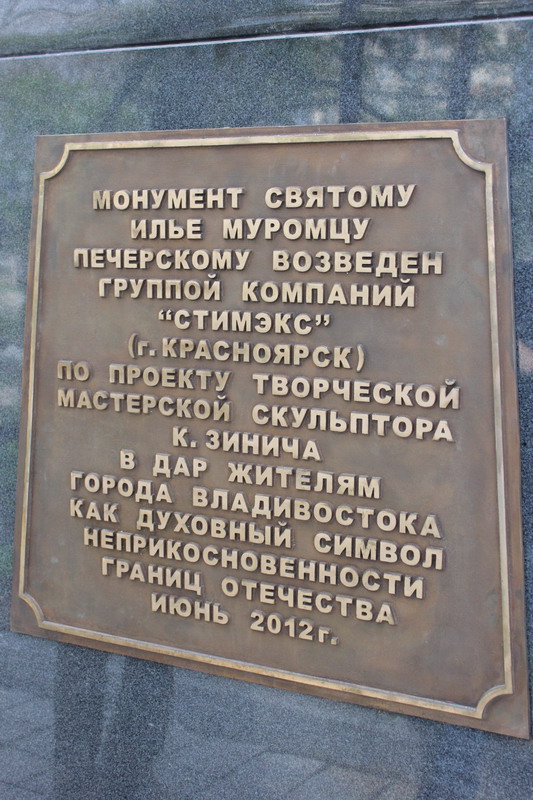 МОНУМЕНТ СВЯТОМУ
ИЛЬЕ МУРОМЦУ
ПЕЧЕРСКОМУ ВОЗВЕДЕН
ГРУППОЙ КОМПАНИЙ
"СТИМЭКС"
(г. КРАСНОЯРСК)
ПО ПРОЕКТУ ТВОРЧЕСКОЙ
МАСТЕРСКОЙ СКУЛЬПТОРА
К. ЗИНИЧА
В ДАР ЖИТЕЛЯМ
ГОРОДА ВЛАДИВОСТОКА
КАК ДУХОВНЫЙ СИМВОЛ
НЕПРИКОСНОВЕННОСТИ
ГРАНИЦ ОТЕЧЕСТВА
ИЮНЬ 2012 г.